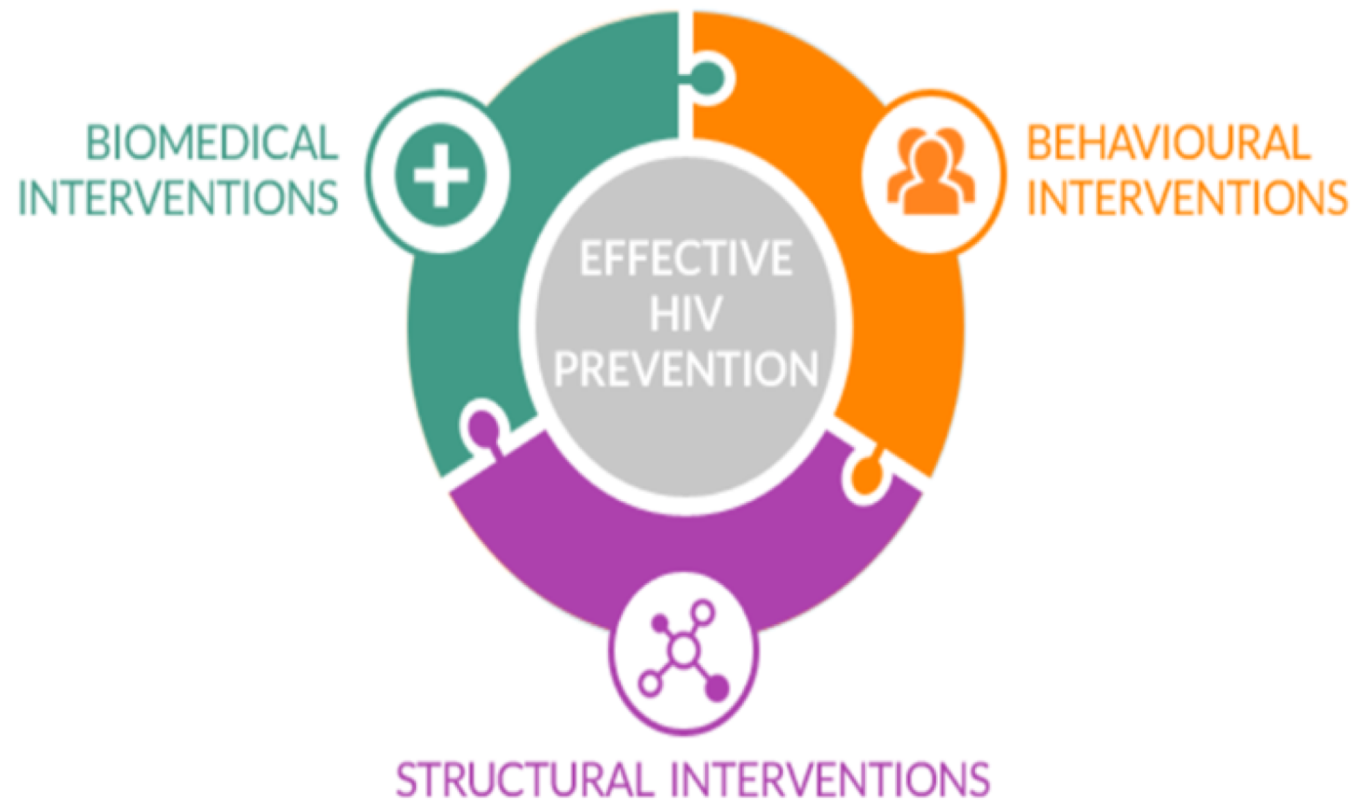 BIOMEDICAL
INTERVENTIONS
BEHAVIOURAL
INTERVENTIONS
EFFECTIVE
HIV
PREVENTION
STRUCTURAL INTERVENTIONS